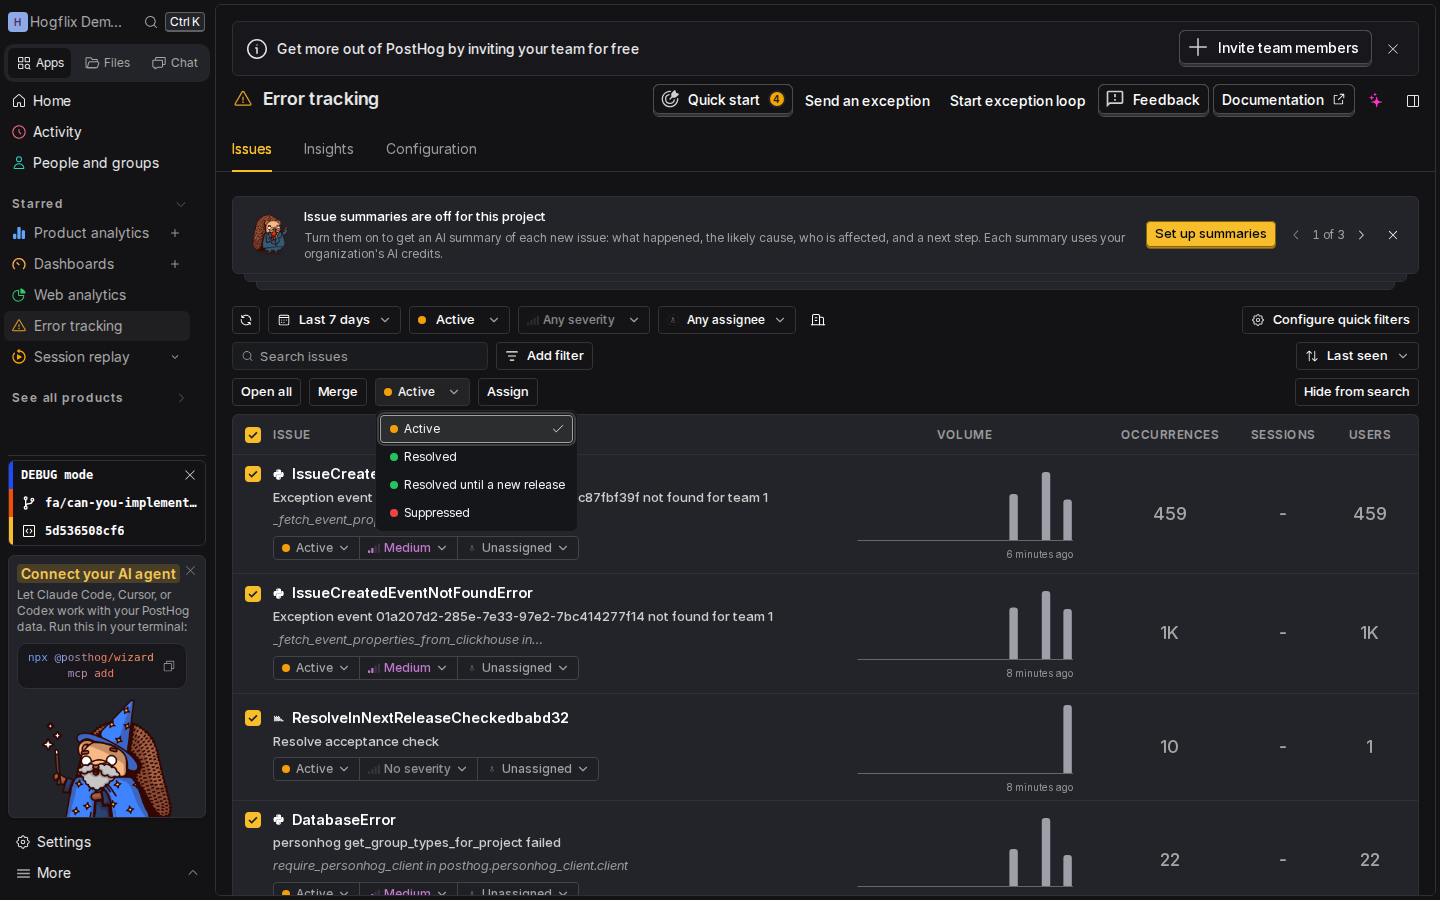 H Hogflix Dem... Ctrl K
Apps Files Chat
Home
Activity
People and groups
Starred
Product analytics
Dashboards
Web analytics
Error tracking
Session replay
See all products
DEBUG mode
fa/can-you-implement...
5d536508cf6
Connect your AI agent
Let Claude Code, Cursor, or
Codex work with your PostHog
data. Run this in your terminal:
npx @posthog/wizard
mcp add
Settings
More
Get more out of PostHog by inviting your team for free
Invite team members
Error tracking
Quick start 4
Send an exception
Start exception loop
Feedback
Documentation
Issues Insights Configuration
Issue summaries are off for this project
Turn them on to get an AI summary of each new issue: what happened, the likely cause, who is affected, and a next step. Each summary uses your
organization's AI credits.
Set up summaries
1 of 3
Last 7 days Active Any severity Any assignee
Configure quick filters
Search issues Add filter
Last seen
Open all Merge Active Assign
Hide from search
Active
Resolved
Resolved until a new release
Suppressed
ISSUE VOLUME OCCURRENCES SESSIONS USERS
IssueCreate
Exception event c87fbf39f not found for team 1
_fetch_event_prop
Active Medium Unassigned
6 minutes ago
459 - 459
IssueCreatedEventNotFoundError
Exception event 01a207d2-285e-7e33-97e2-7bc414277f14 not found for team 1
_fetch_event_properties_from_clickhouse in...
Active Medium Unassigned
8 minutes ago
1K - 1K
ResolveInNextReleaseCheckedbabd32
Resolve acceptance check
Active No severity Unassigned
8 minutes ago
10 - 1
DatabaseError
personhog get_group_types_for_project failed
require_personhog_client in posthog.personhog_client.client
Active Medium Unassigned
22 - 22